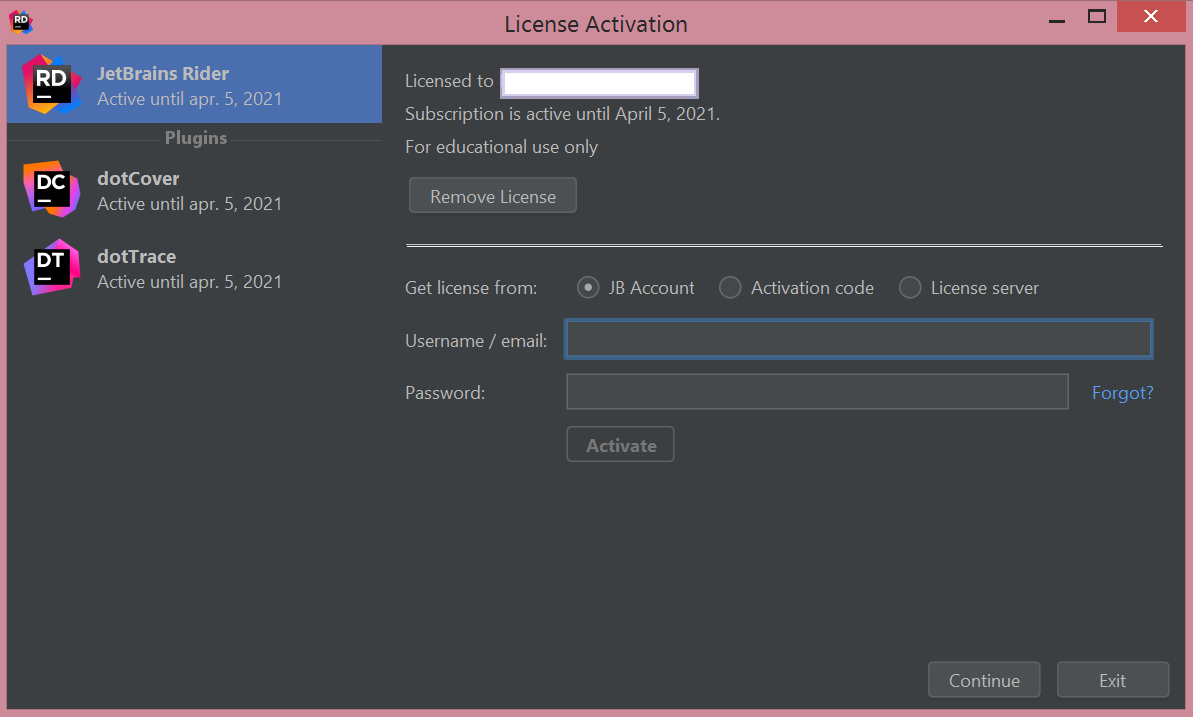 RD
License Activation
RD
JetBrains Rider
Active until apr. 5, 2021
Plugins
DC
dotCover
Active until apr. 5, 2021
DT
dotTrace
Active until apr. 5, 2021
Licensed to
Subscription is active until April 5, 2021.
For educational use only
Remove License
Get license from: JB Account Activation code License server
Username / email:
Password: Forgot?
Activate
Continue Exit